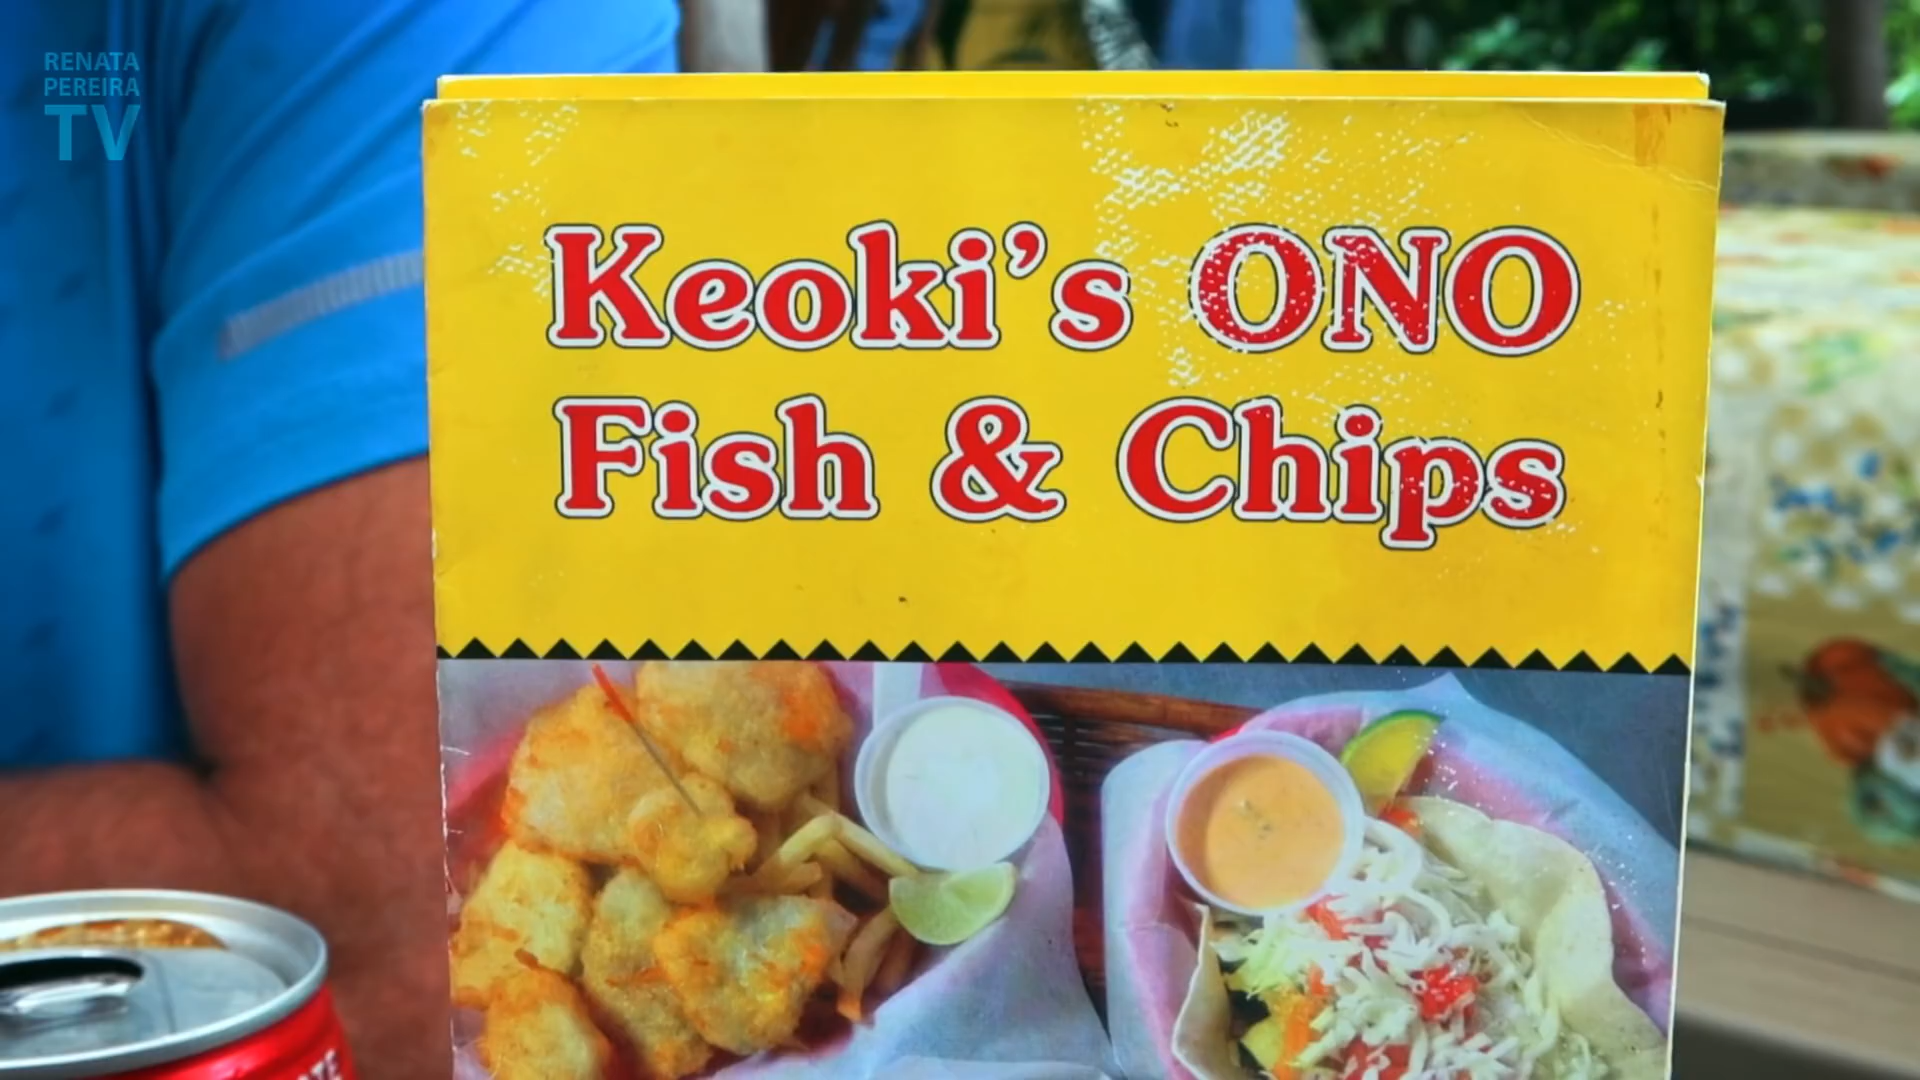 RENATA
PEREIRA
TV
Keoki's ONO
Fish & Chips